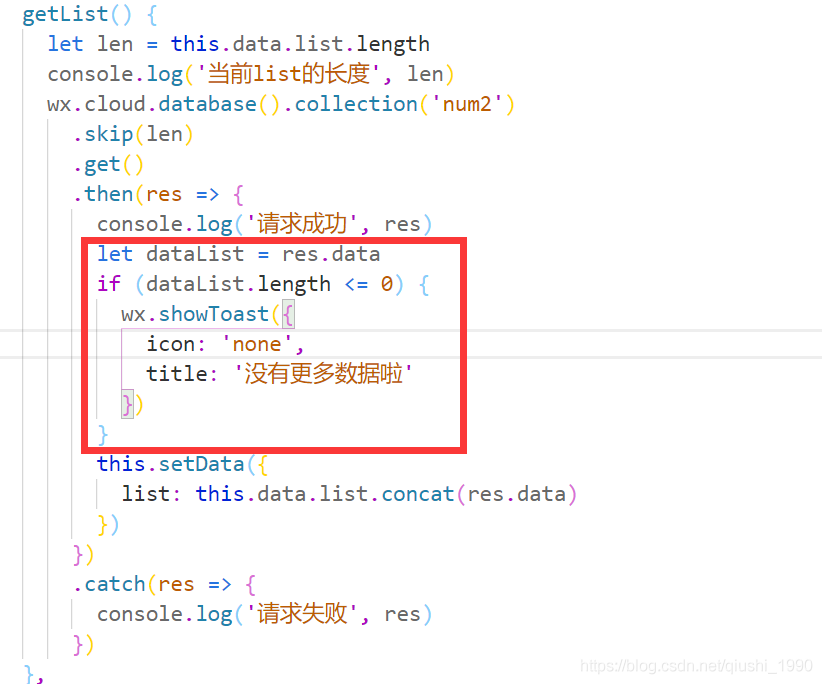 getList() {
let len = this.data.list.length
console.log('当前list的长度', len)
wx.cloud.database().collection('num2')
.skip(len)
.get()
.then(res => {
console.log('请求成功', res)
let dataList = res.data
if (dataList.length <= 0) {
wx.showToast({
icon: 'none',
title: '没有更多数据啦'
})
}
this.setData({
list: this.data.list.concat(res.data)
})
})
.catch(res => {
console.log('请求失败', res)
})
},
https://blog.csdn.net/qiushi_1990